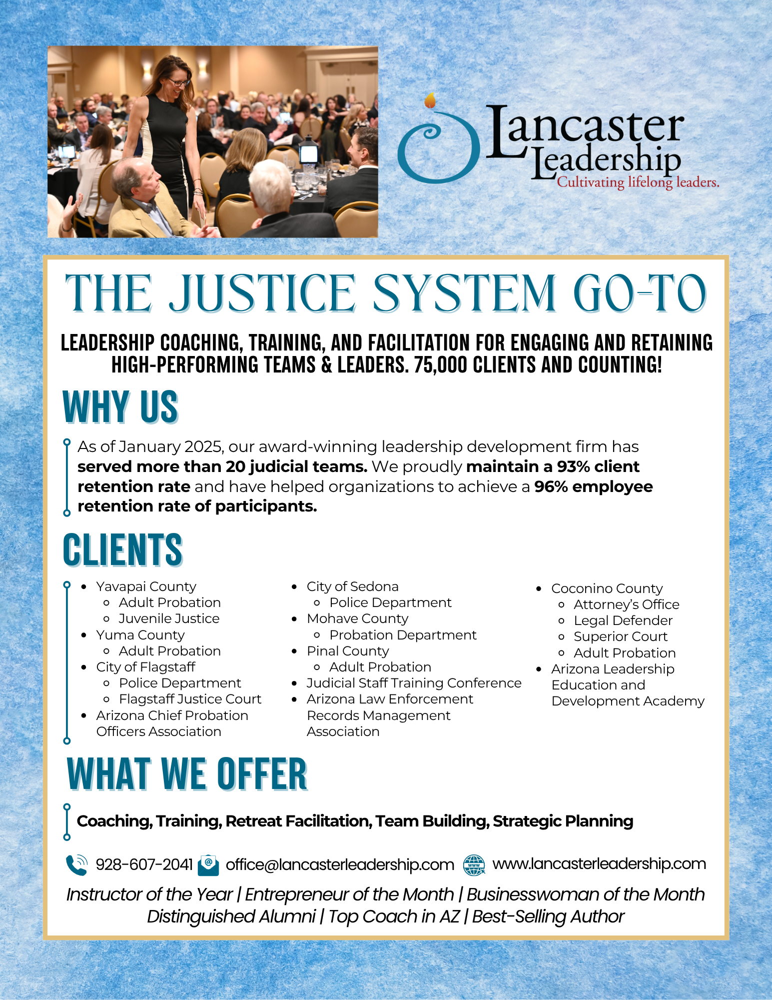 Lancaster
Leadership
Cultivating lifelong leaders.
THE JUSTICE SYSTEM GO-TO
LEADERSHIP COACHING, TRAINING, AND FACILITATION FOR ENGAGING AND RETAINING
HIGH-PERFORMING TEAMS & LEADERS. 75,000 CLIENTS AND COUNTING!
WHY US
As of January 2025, our award-winning leadership development firm has
served more than 20 judicial teams. We proudly maintain a 93% client
retention rate and have helped organizations to achieve a 96% employee
retention rate of participants.
CLIENTS
• Yavapai County
◦ Adult Probation
◦ Juvenile Justice
• Yuma County
◦ Adult Probation
• City of Flagstaff
◦ Police Department
◦ Flagstaff Justice Court
• Arizona Chief Probation
Officers Association
• City of Sedona
◦ Police Department
• Mohave County
◦ Probation Department
• Pinal County
◦ Adult Probation
• Judicial Staff Training Conference
• Arizona Law Enforcement
Records Management
Association
• Coconino County
◦ Attorney's Office
◦ Legal Defender
◦ Superior Court
◦ Adult Probation
• Arizona Leadership
Education and
Development Academy
WHAT WE OFFER
Coaching, Training, Retreat Facilitation, Team Building, Strategic Planning
928-607-2041 @ office@lancasterleadership.com www www.lancasterleadership.com
Instructor of the Year | Entrepreneur of the Month | Businesswoman of the Month
Distinguished Alumni | Top Coach in AZ | Best-Selling Author